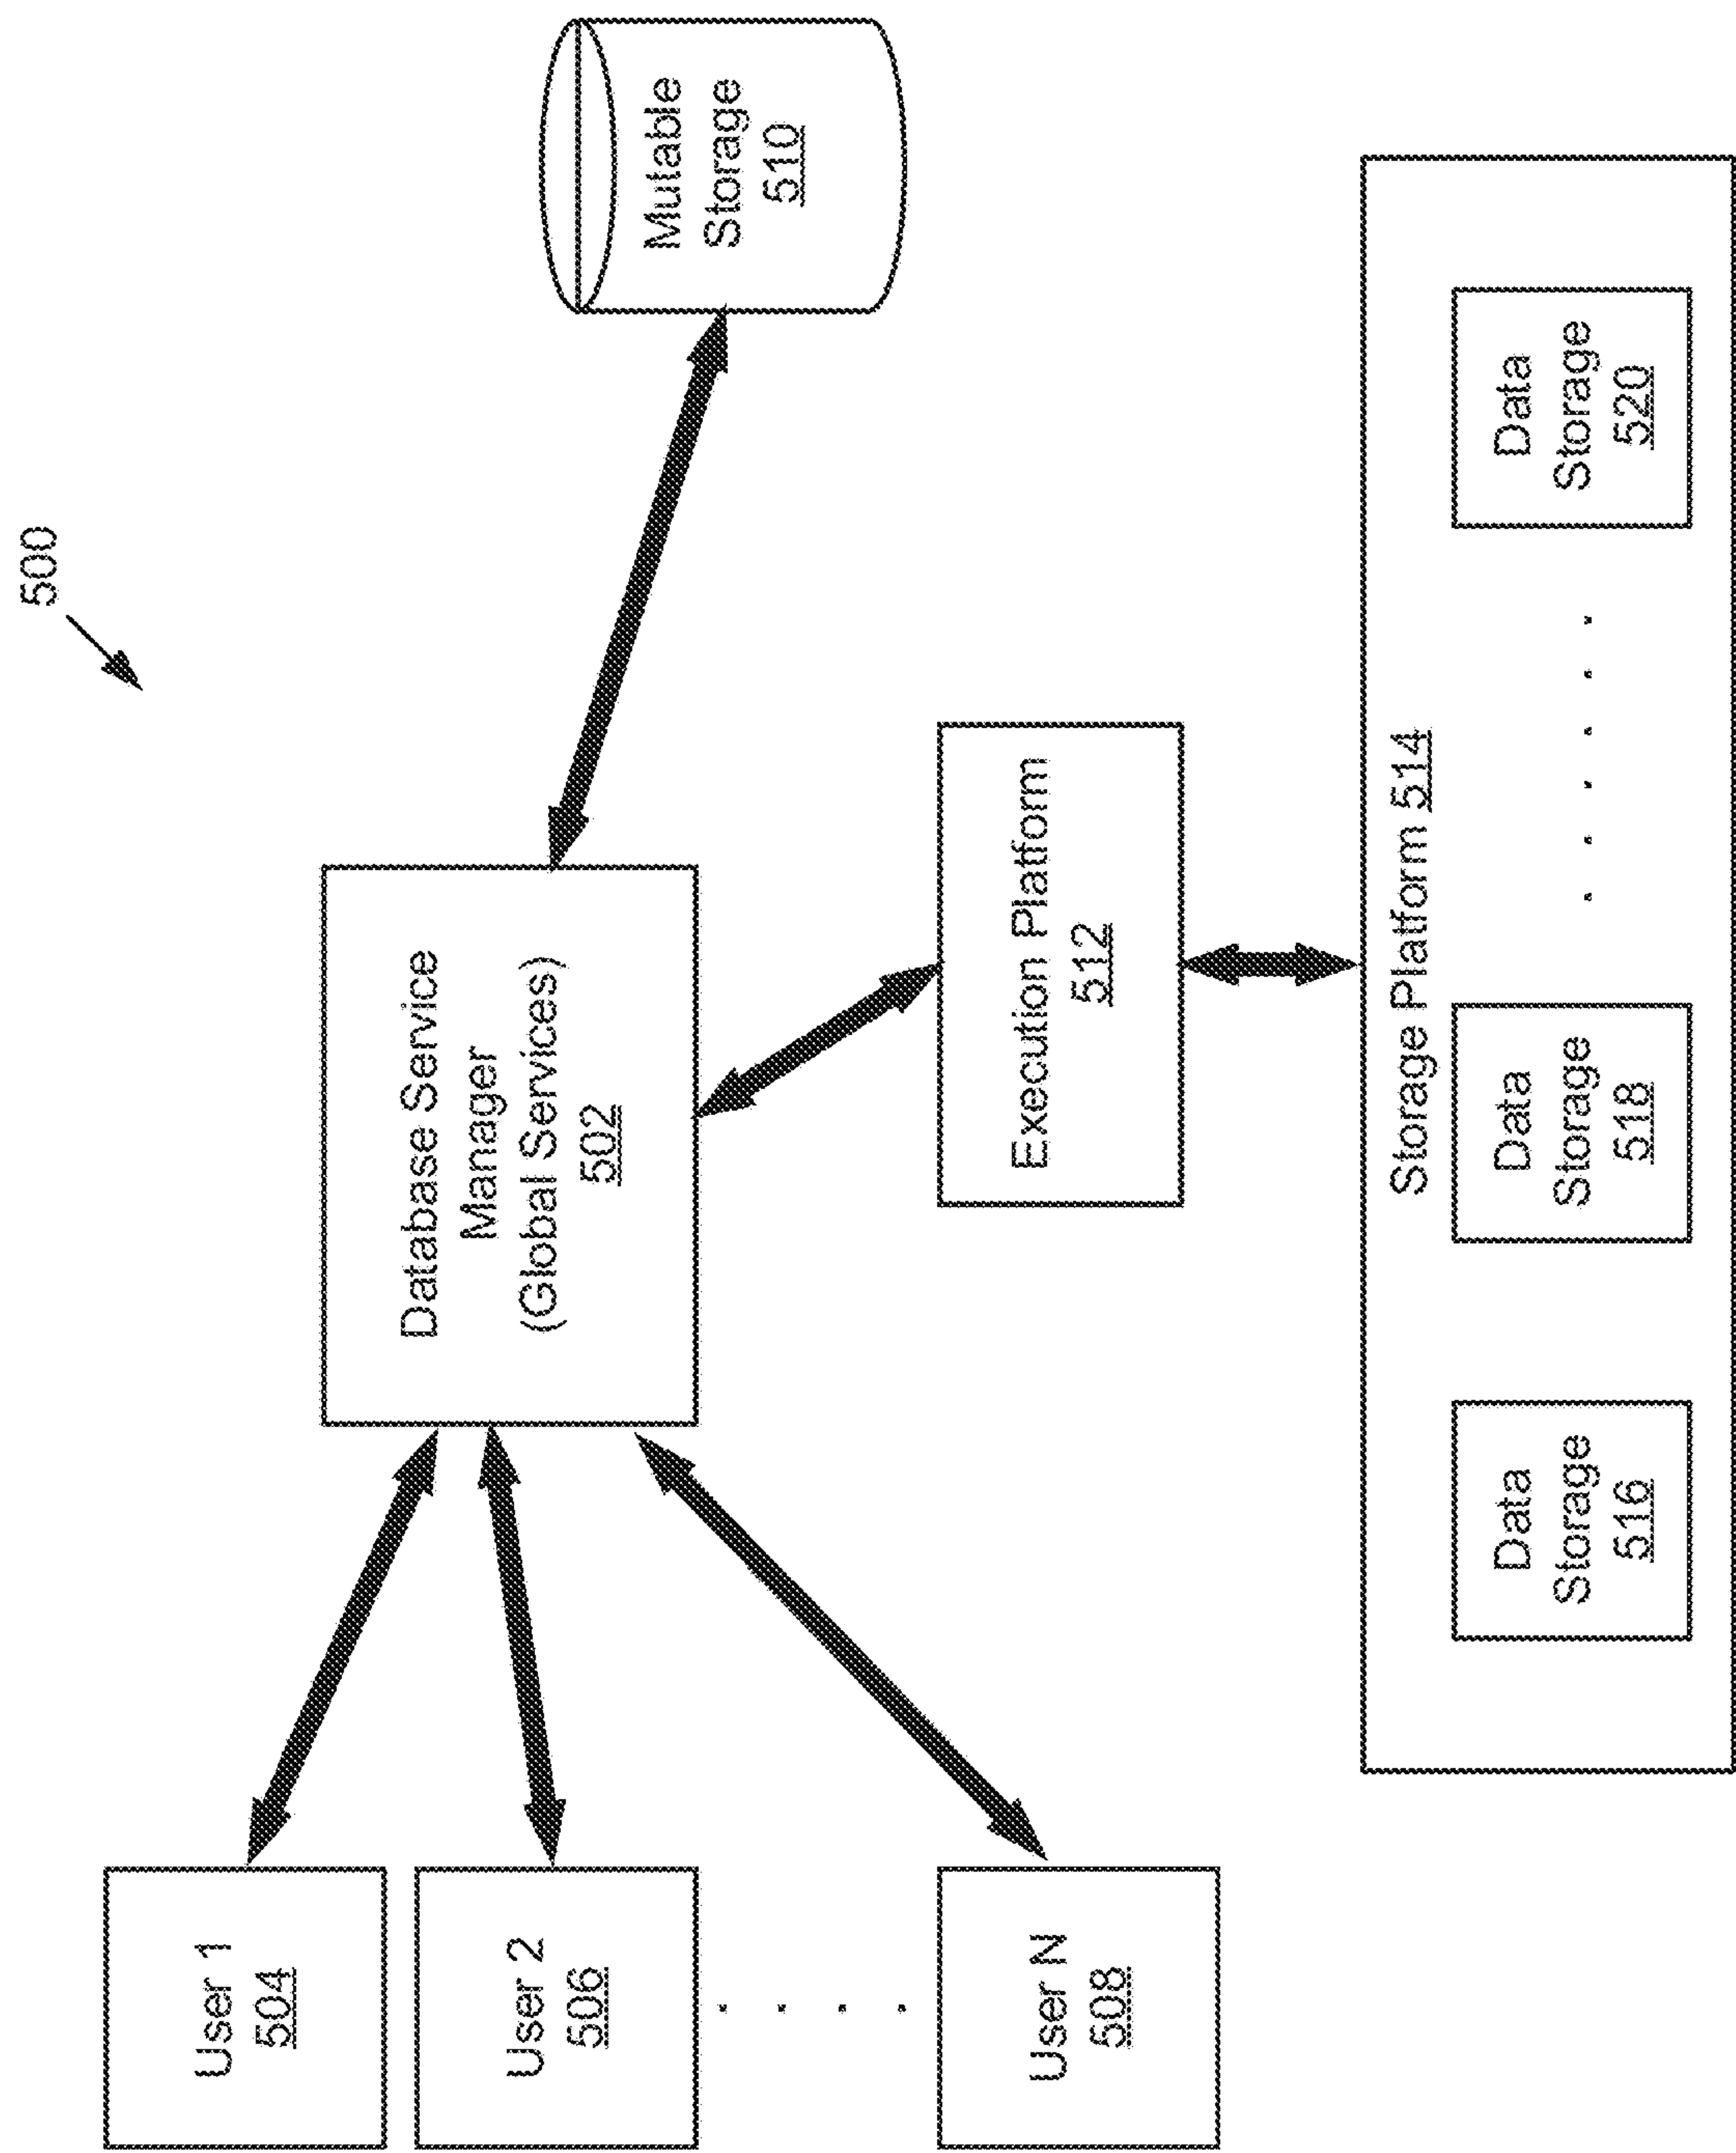 500
User 1
504
User 2
506
User N
508
Database Service
Manager
(Global Services)
502
Mutable
Storage
510
Execution Platform
512
Storage Platform 514
Data
Storage
516
Data
Storage
518
Data
Storage
520